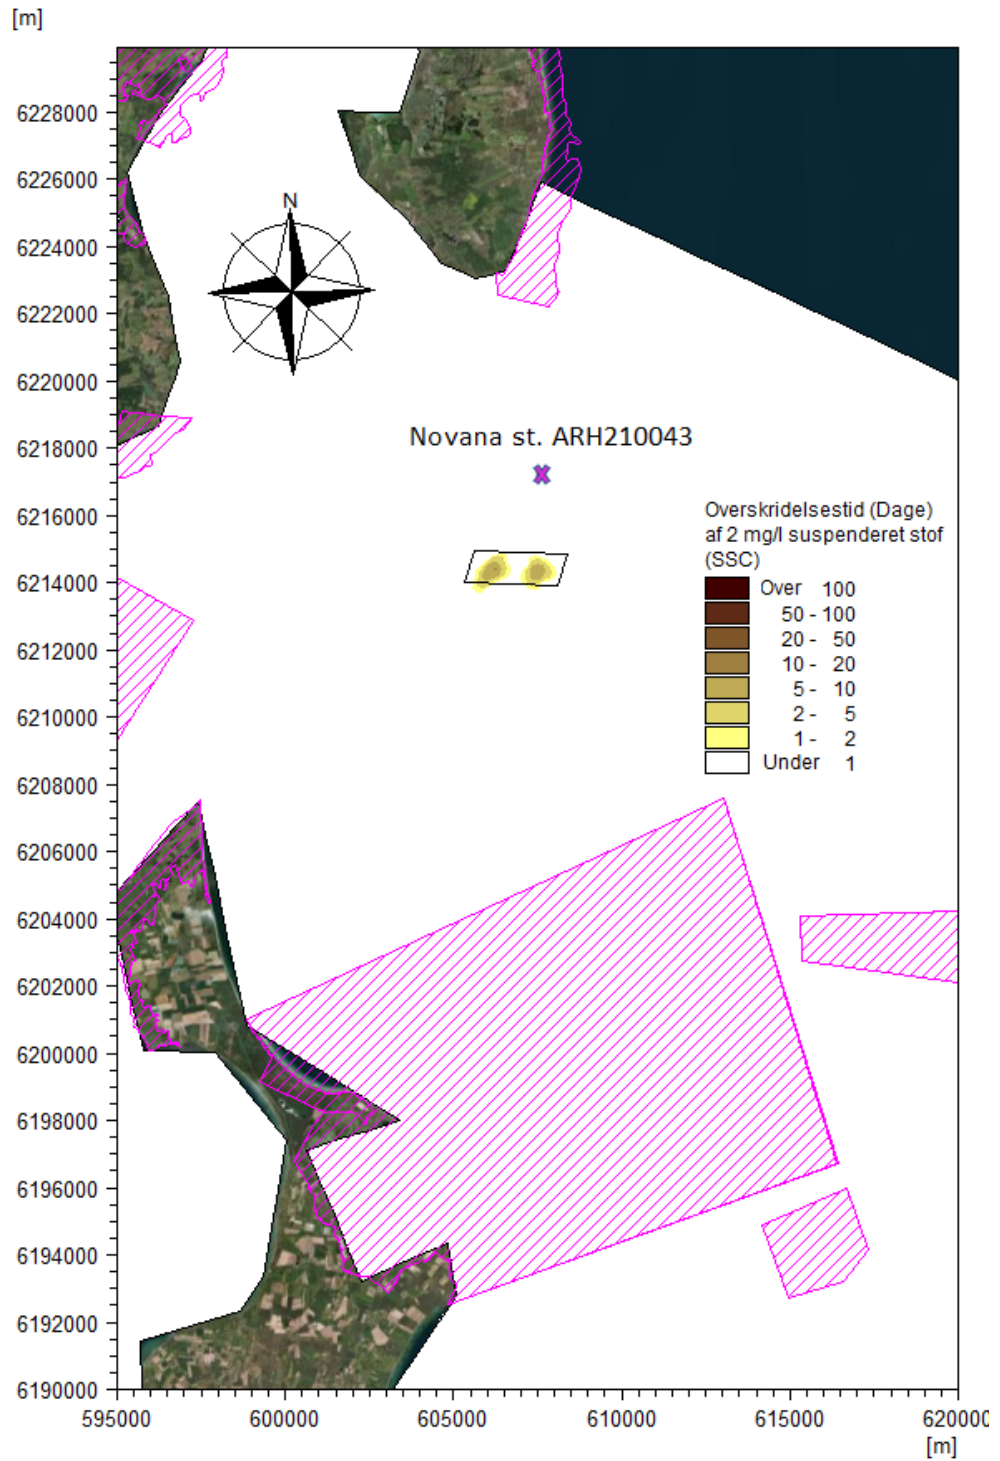 [m]
6228000
6226000
6224000
6222000
6220000
6218000
6216000
6214000
6212000
6210000
6208000
6206000
6204000
6202000
6200000
6198000
6196000
6194000
6192000
6190000
N
Novana st. ARH210043
Overskridelsestid (Dage)
af 2 mg/l suspenderet stof
(SSC)
Over 100
50 - 100
20 - 50
10 - 20
5 - 10
2 - 5
1 - 2
Under 1
595000 600000 605000 610000 615000 620000
[m]